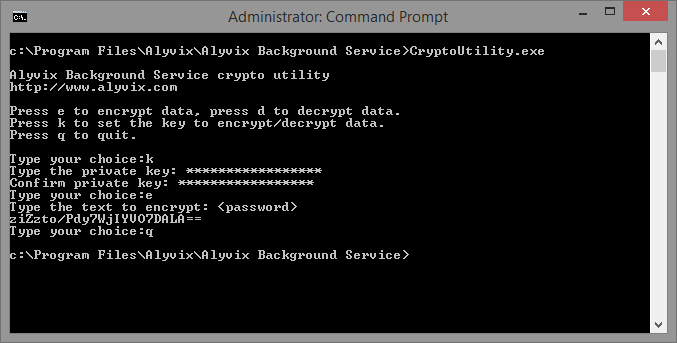 Administrator: Command Prompt
c:\Program Files\Alyvix\Alyvix Background Service>CryptoUtility.exe
Alyvix Background Service crypto utility
http://www.alyvix.com
Press e to encrypt data, press d to decrypt data.
Press k to set the key to encrypt/decrypt data.
Press q to quit.
Type your choice:k
Type the private key: *****************
Confirm private key: *****************
Type your choice:e
Type the text to encrypt: <password>
ziZzto/Pdy7WjIYVO7DALA==
Type your choice:q
c:\Program Files\Alyvix\Alyvix Background Service>